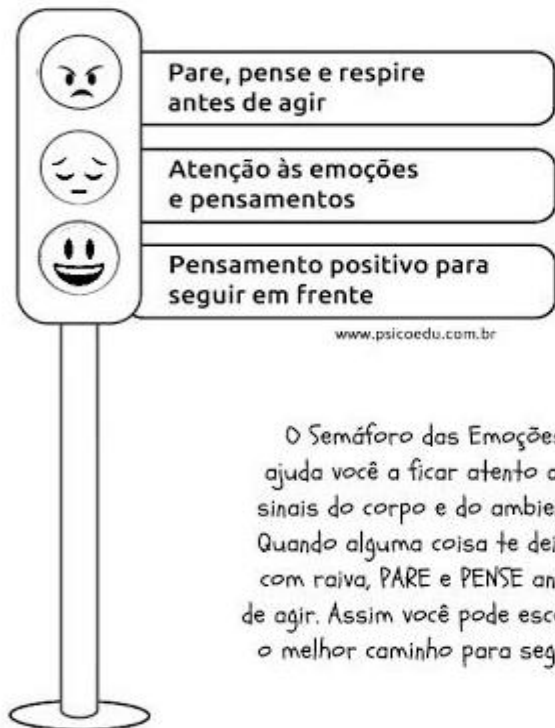 Pare, pense e respire
antes de agir
Atenção às emoções
e pensamentos
Pensamento positivo para
seguir em frente
www.psicoedu.com.br
O Semáforo das Emoções
ajuda você a ficar atento
sinais do corpo e do
Quando alguma coisa te
com raiva, PARE e PENSE
de agir. Assim você pode
o melhor caminho para